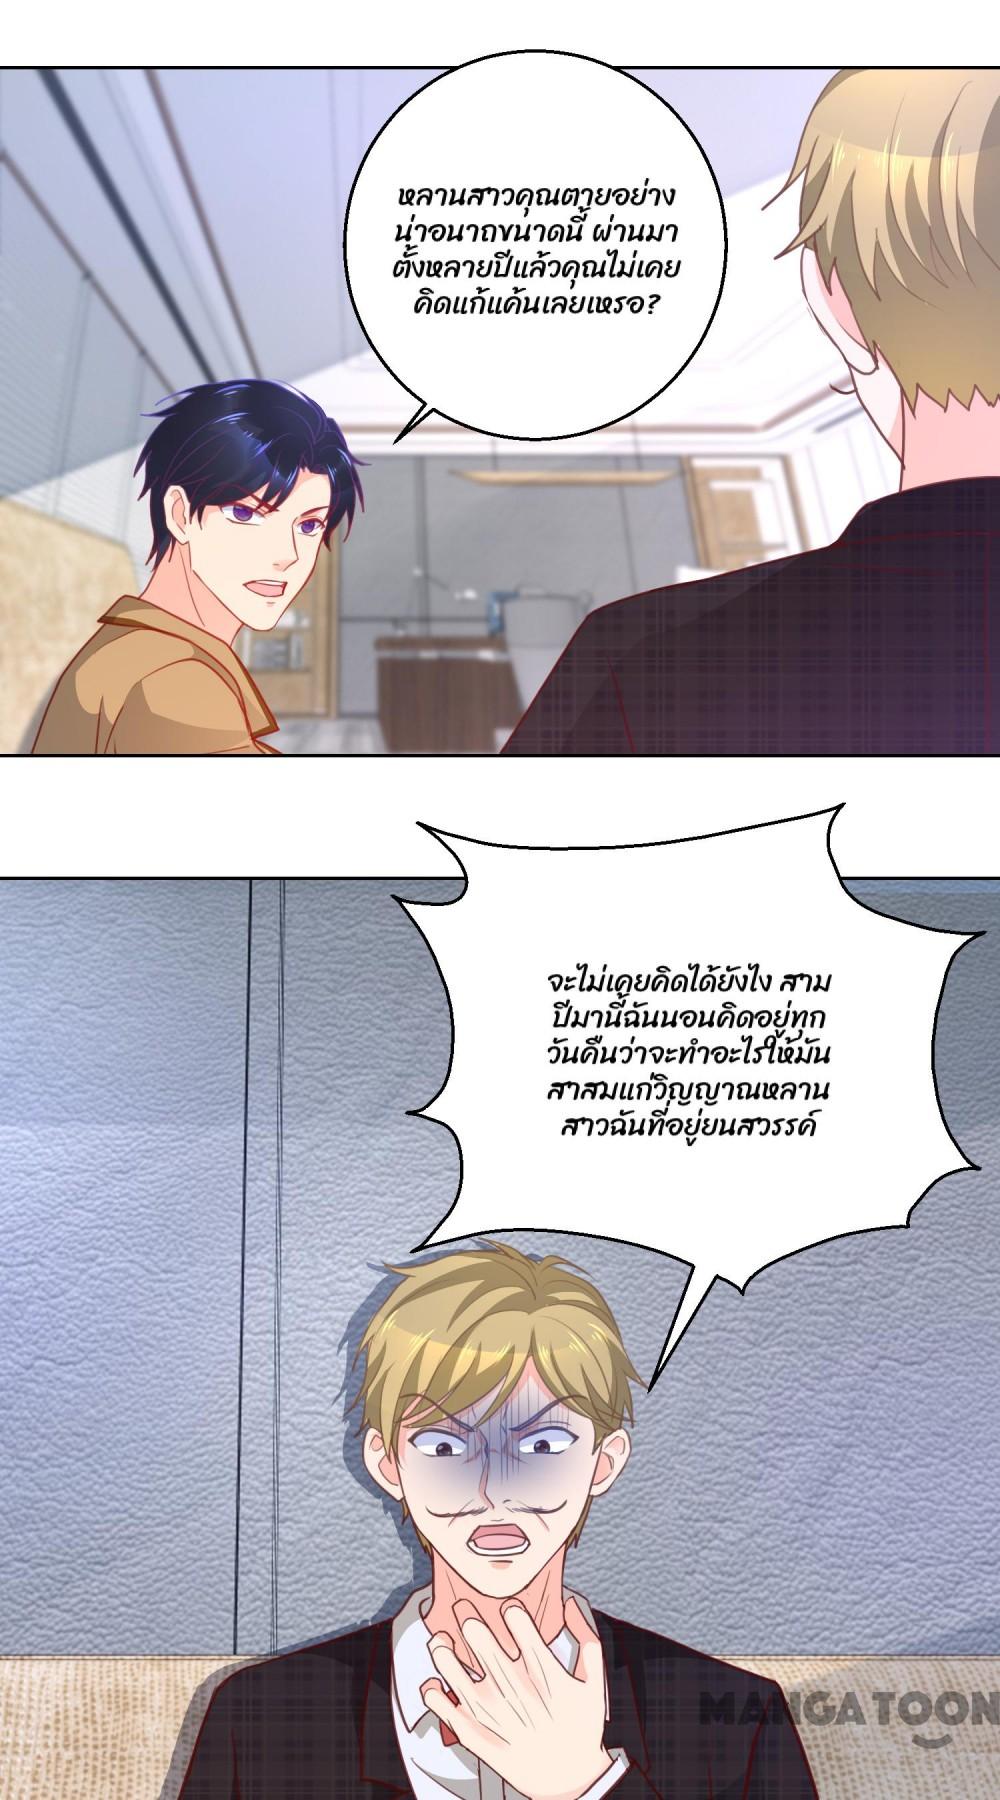 หลานสาวคุณตายอย่าง
น่าอนาถขนาดนี้ ผ่านมา
ตั้งหลายปีแล้วคุณไม่เคย
คิดแก้แค้นเลยเหรอ?
จะไม่เคยคิดได้ยังไง สาม
ปีมานี้ฉันนอนคิดอยู่ทุก
วันคืนว่าจะทำอะไรให้มัน
สาสมแก่วิญญาณหลาน
สาวฉันที่อยู่ยนสวรรค์
MANGATOON